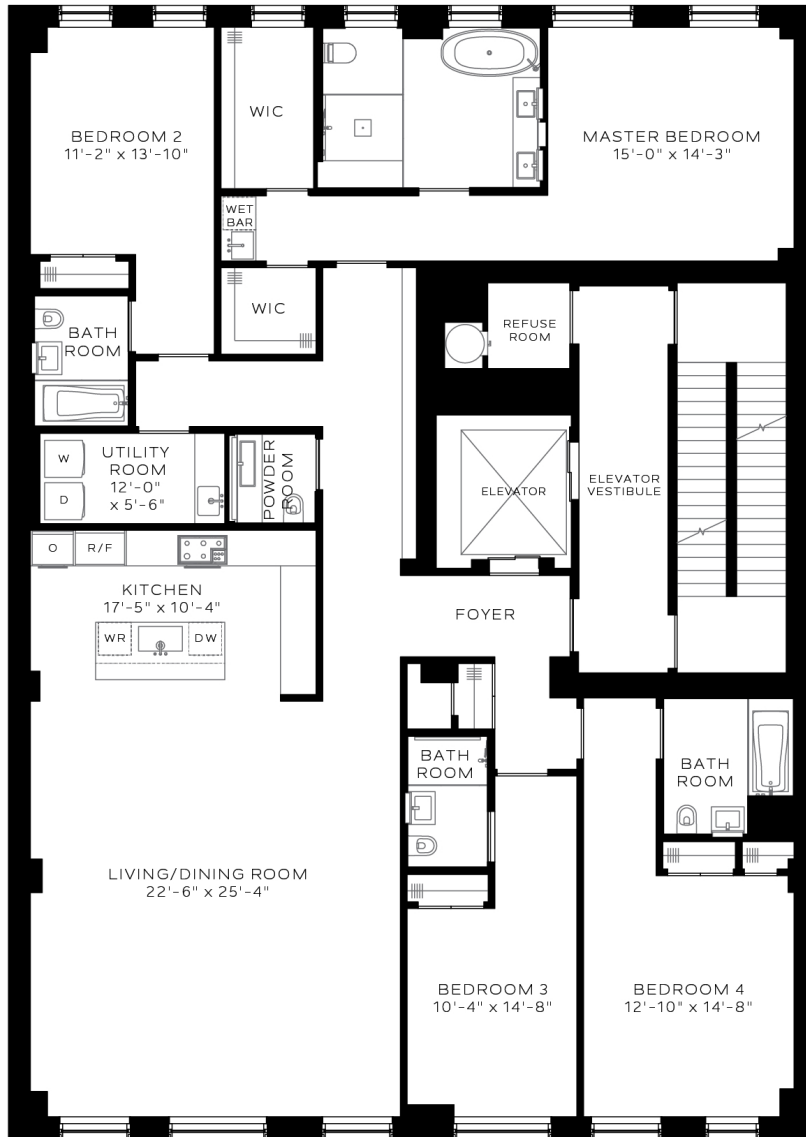 BEDROOM 2
11'-2" x 13'-10"
WIC
MASTER BEDROOM
15'-0" x 14'-3"
WET
BAR
WIC
BATH
ROOM
REFUSE
ROOM
UTILITY
ROOM
12'-0"
x 5'-6"
W
D
POWDER
ROOM
ELEVATOR
ELEVATOR
VESTIBULE
O
R/F
KITCHEN
17'-5" x 10'-4"
WR
DW
FOYER
BATH
ROOM
BATH
ROOM
LIVING/DINING ROOM
22'-6" x 25'-4"
BEDROOM 3
10'-4" x 14'-8"
BEDROOM 4
12'-10" x 14'-8"